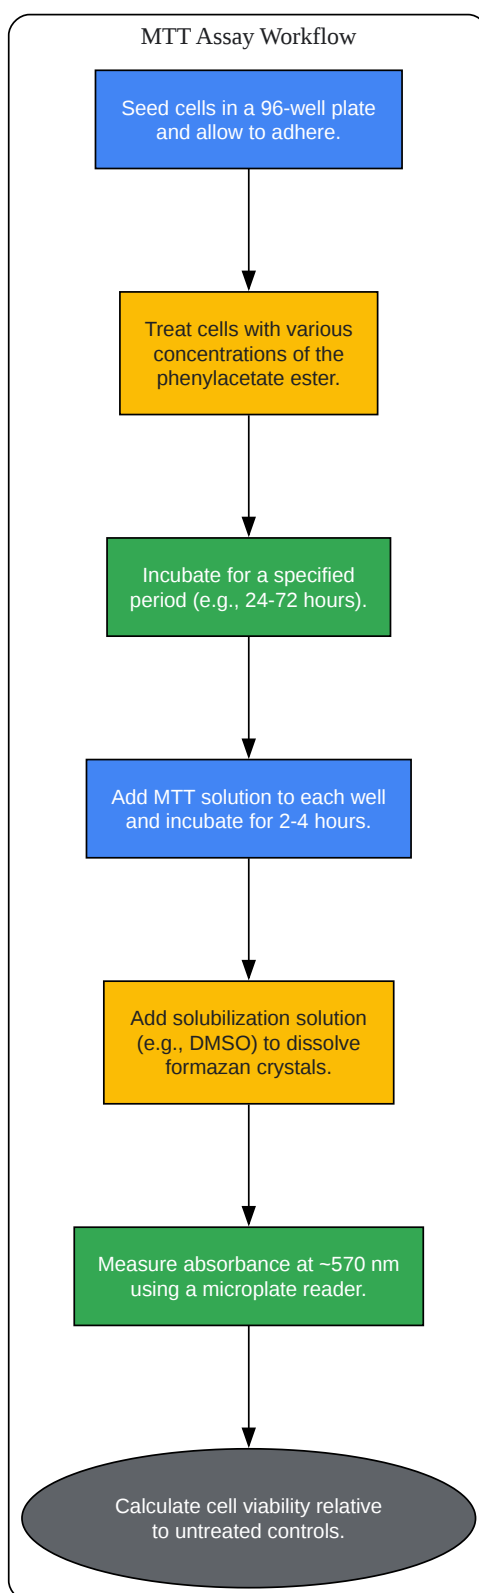 MTT Assay Workflow
Seed cells in a 96-well plate
and allow to adhere.
Treat cells with various
concentrations of the
phenylacetate ester.
Incubate for a specified
period (e.g., 24-72 hours).
Add MTT solution to each well
and incubate for 2-4 hours.
Add solubilization solution
(e.g., DMSO) to dissolve
formazan crystals.
Measure absorbance at ~570 nm
using a microplate reader.
Calculate cell viability relative
to untreated controls.